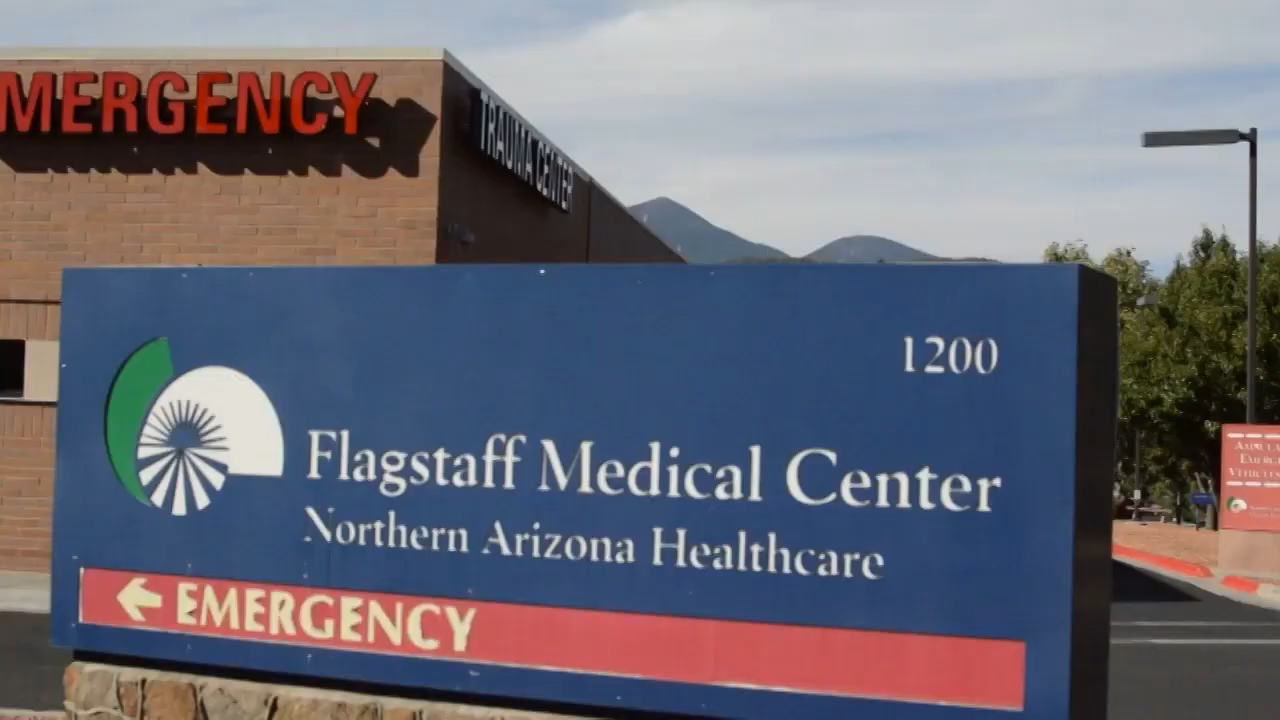 MERGENCY
TRAUMA CENTER
1200
Flagstaff Medical Center
Northern Arizona Healthcare
EMERGENCY